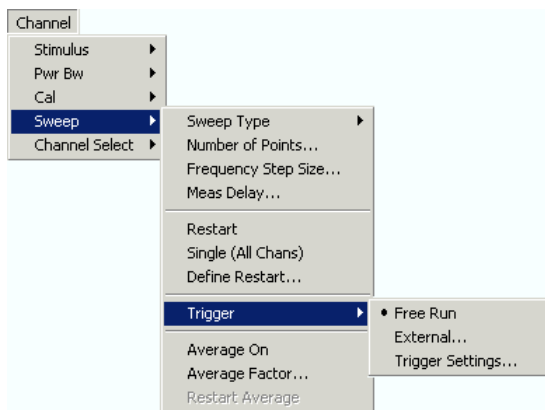 Channel
Stimulus
Pwr Bw
Cal
Sweep
Channel Select
Sweep Type
Number of Points...
Frequency Step Size...
Meas Delay...
Restart
Single (All Chans)
Define Restart...
Trigger
Free Run
External...
Trigger Settings...
Average On
Average Factor...
Restart Average